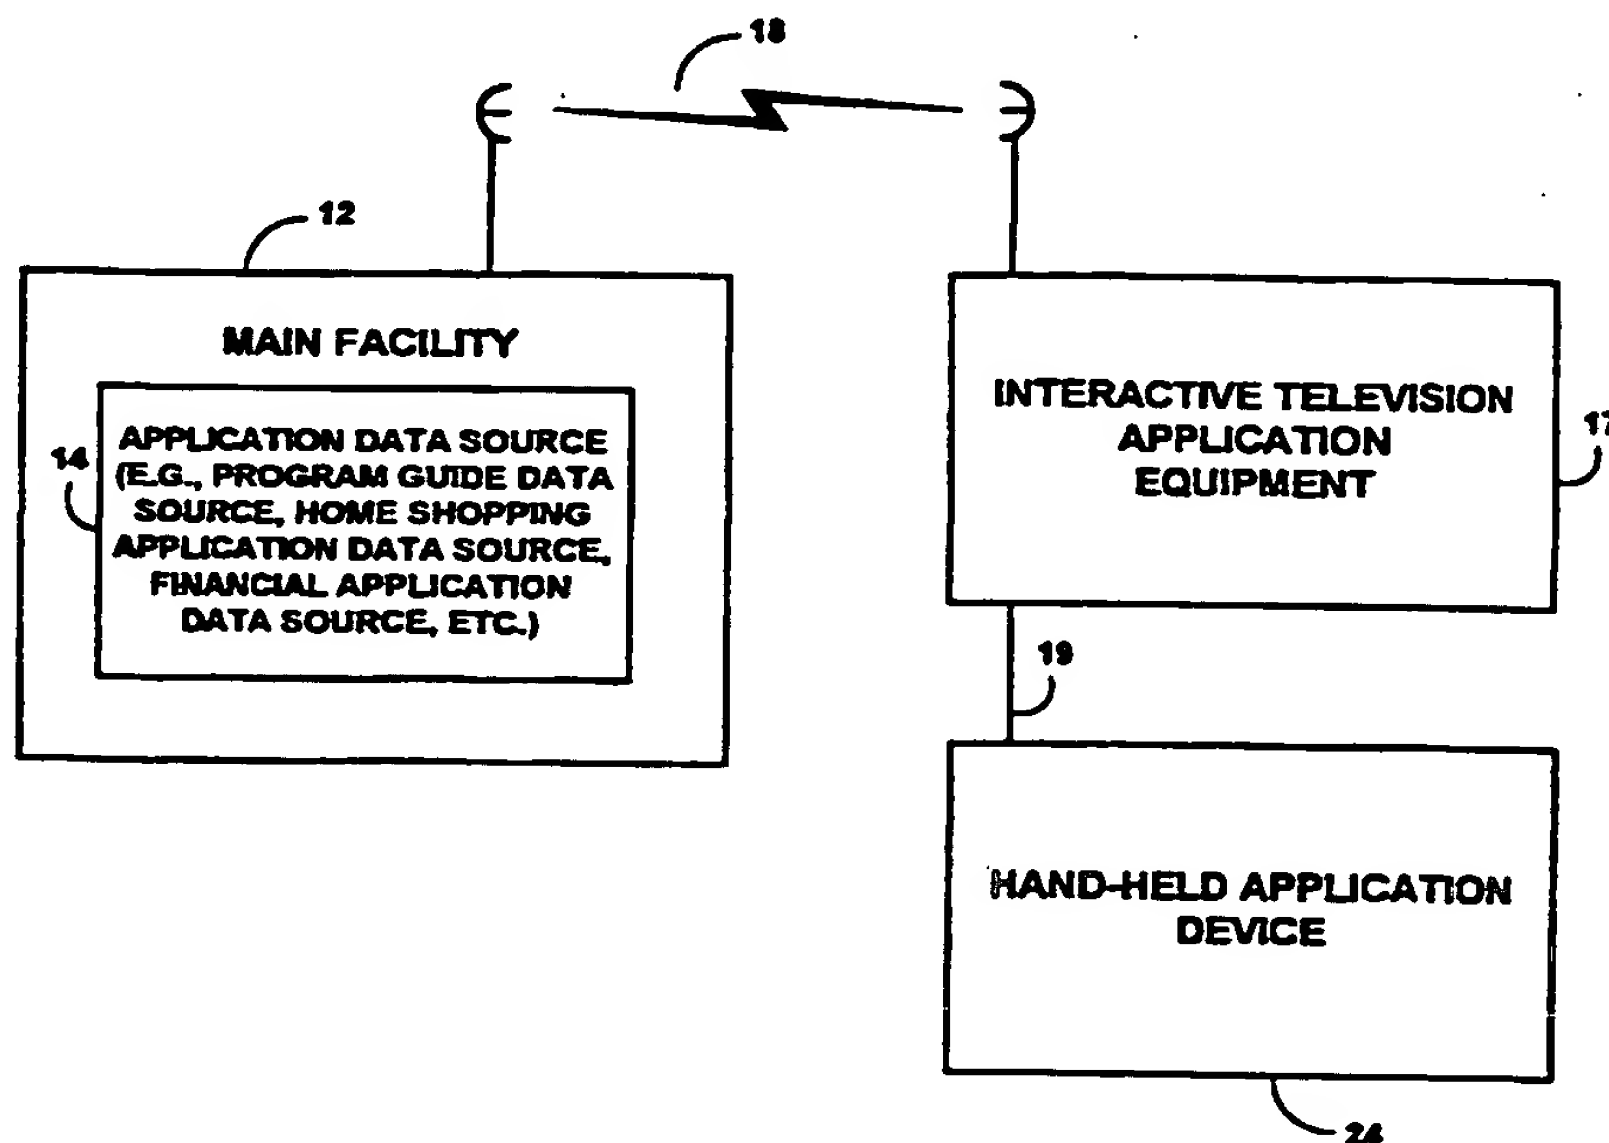 18
12
MAIN FACILITY
14
APPLICATION DATA SOURCE
(E.G., PROGRAM GUIDE DATA
SOURCE, HOME SHOPPING
APPLICATION DATA SOURCE,
FINANCIAL APPLICATION
DATA SOURCE, ETC.)
INTERACTIVE TELEVISION
APPLICATION
EQUIPMENT
17
19
HAND-HELD APPLICATION
DEVICE
24